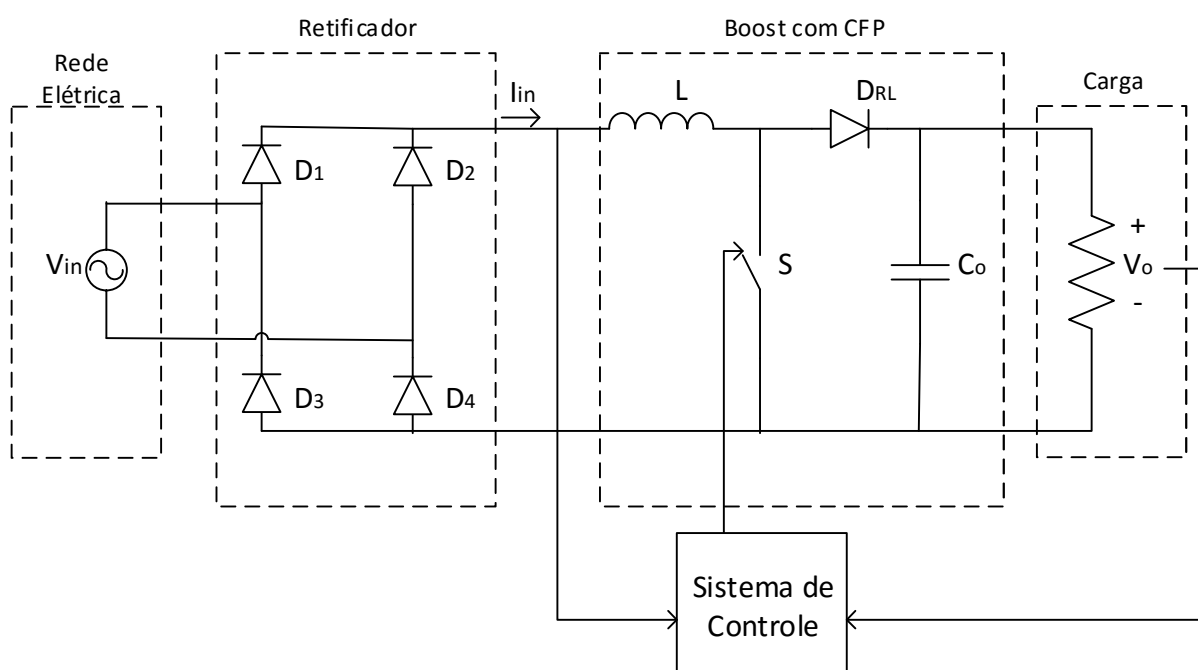 Retificador
Boost com CFP
Rede
Elétrica
Carga
Iin
L
DRL
D1
D2
Vin
S
Co
+
Vo
-
D3
D4
Sistema de
Controle